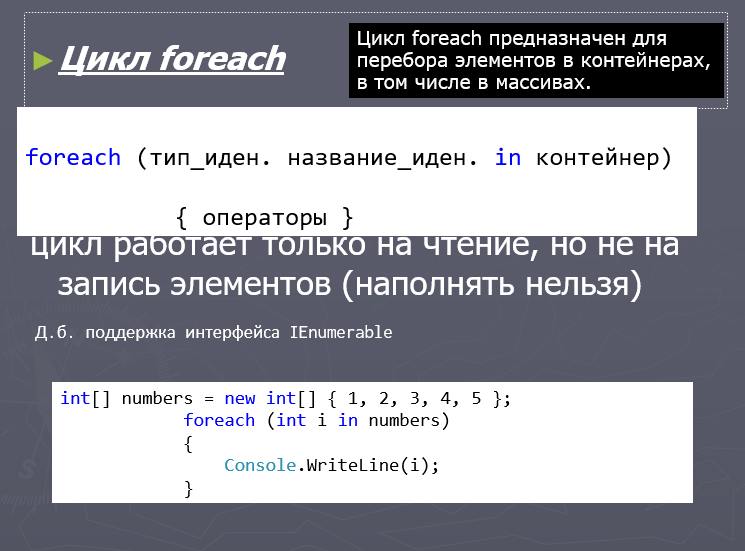 Цикл foreach
Цикл foreach предназначен для
перебора элементов в контейнерах,
в том числе в массивах.
foreach (тип_иден. название_иден. in контейнер)
{ операторы }
цикл работает только на чтение, но не на
запись элементов (наполнять нельзя)
Д.б. поддержка интерфейса IEnumerable
int[] numbers = new int[] { 1, 2, 3, 4, 5 };
foreach (int i in numbers)
{
Console.WriteLine(i);
}